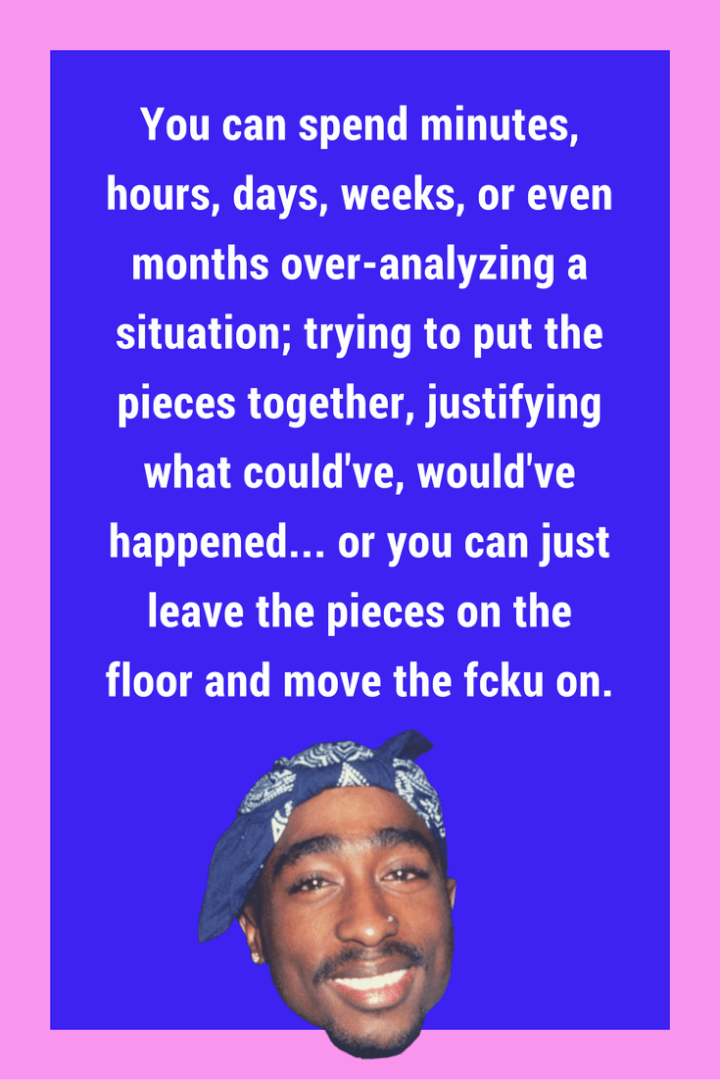 You can spend minutes,
hours, days, weeks, or even
months over-analyzing a
situation; trying to put the
pieces together, justifying
what could've, would've
happened... or you can just
leave the pieces on the
floor and move the fcku on.